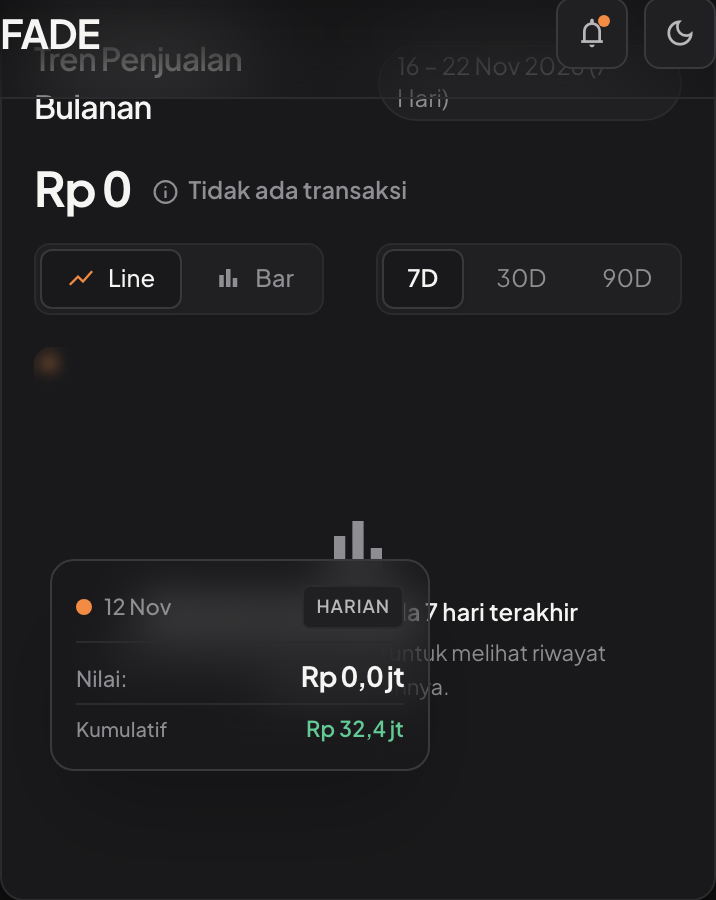 FADE
Tren Penjualan
Bulanan
16 – 22 Nov 2026 (7
Hari)
Rp 0
Tidak ada transaksi
Line
Bar
7D
30D
90D
12 Nov
HARIAN
7 hari terakhir
Nilai:
Rp 0,0 jt
untuk melihat riwayat
Kumulatif
Rp 32,4 jt